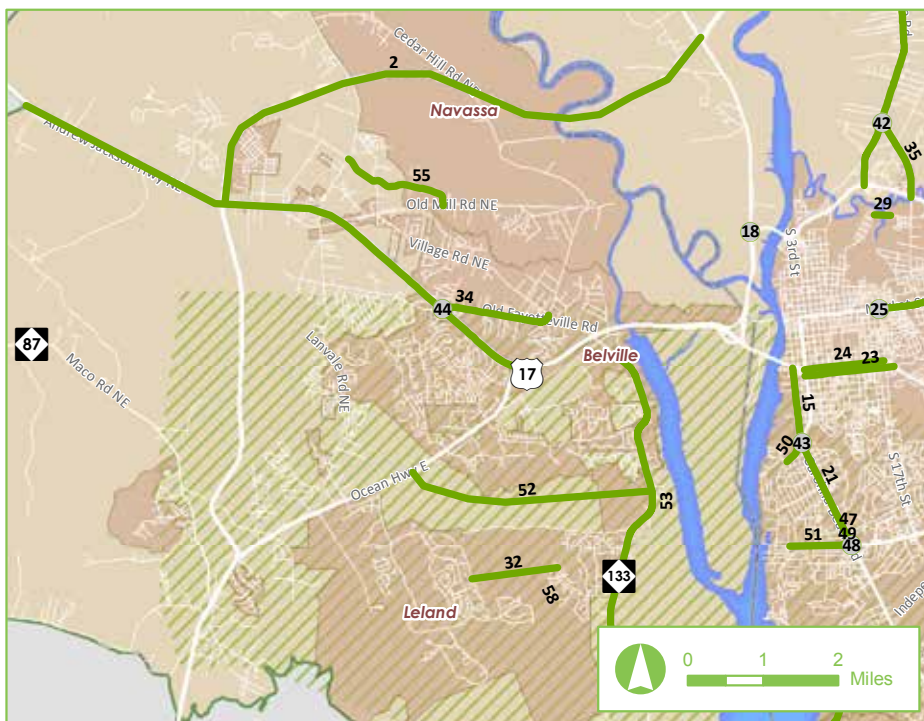 2
Cedar Hill Rd NE
Navassa
Andrew Jackson Hwy NE
42
35
55
Old Mill Rd NE
29
18
S 3rd St
Village Rd NE
34
44
Old Fayetteville Rd
25
87
Maco Rd NE
Lanvale Rd NE
17
Belville
24
23
15
43
50
21
S 17th St
Ocean Hwy E
52
53
47
49
48
51
32
58
133
Leland
0 1 2
Miles